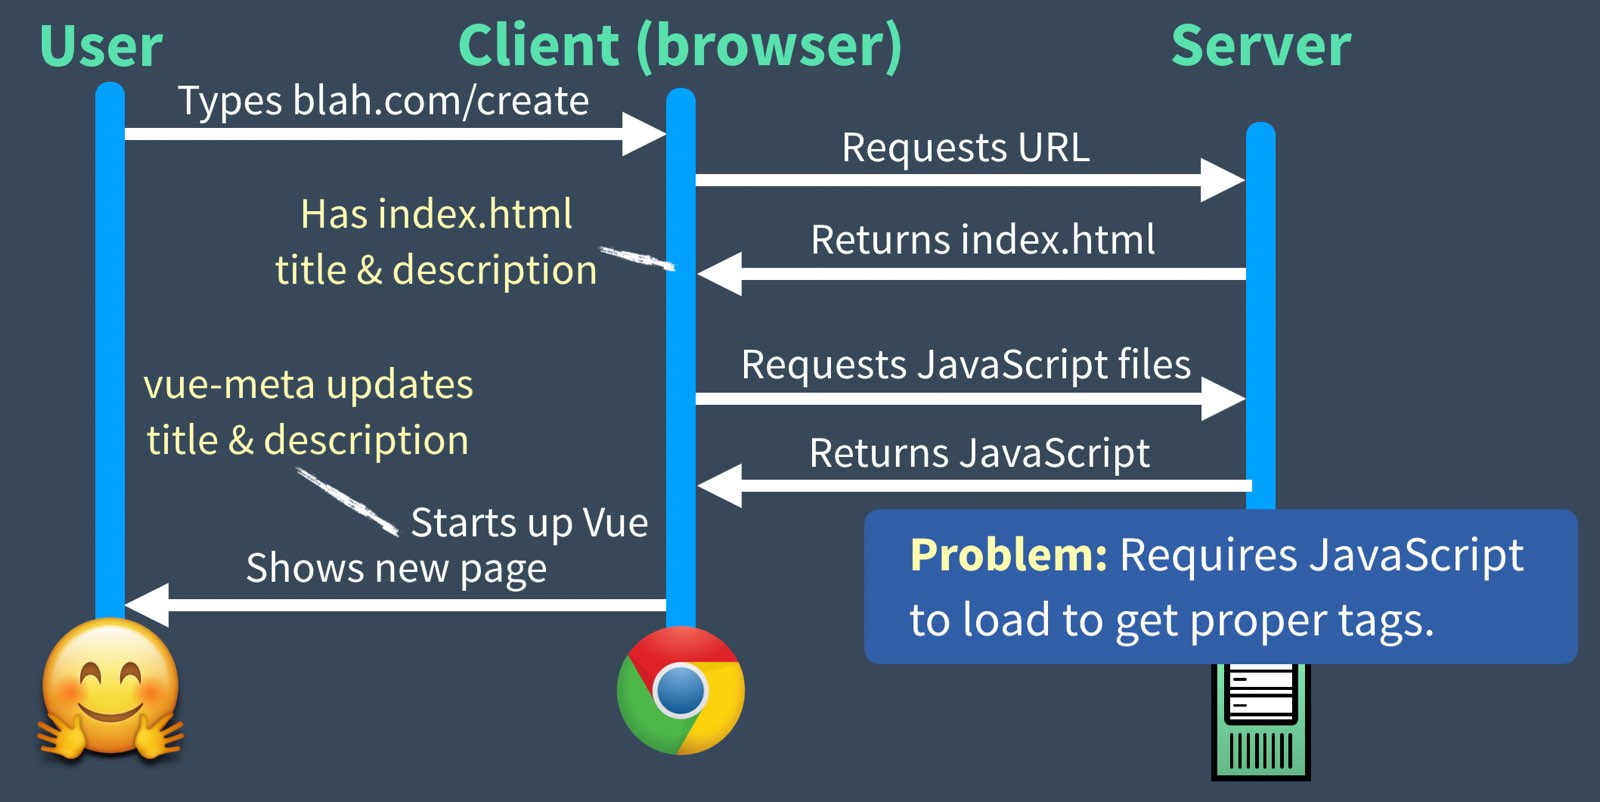 User
Client (browser)
Server
Types blah.com/create
Requests URL
Has index.html
title & description
Returns index.html
Requests JavaScript files
vue-meta updates
title & description
Returns JavaScript
Starts up Vue
Shows new page
Problem: Requires JavaScript
to load to get proper tags.